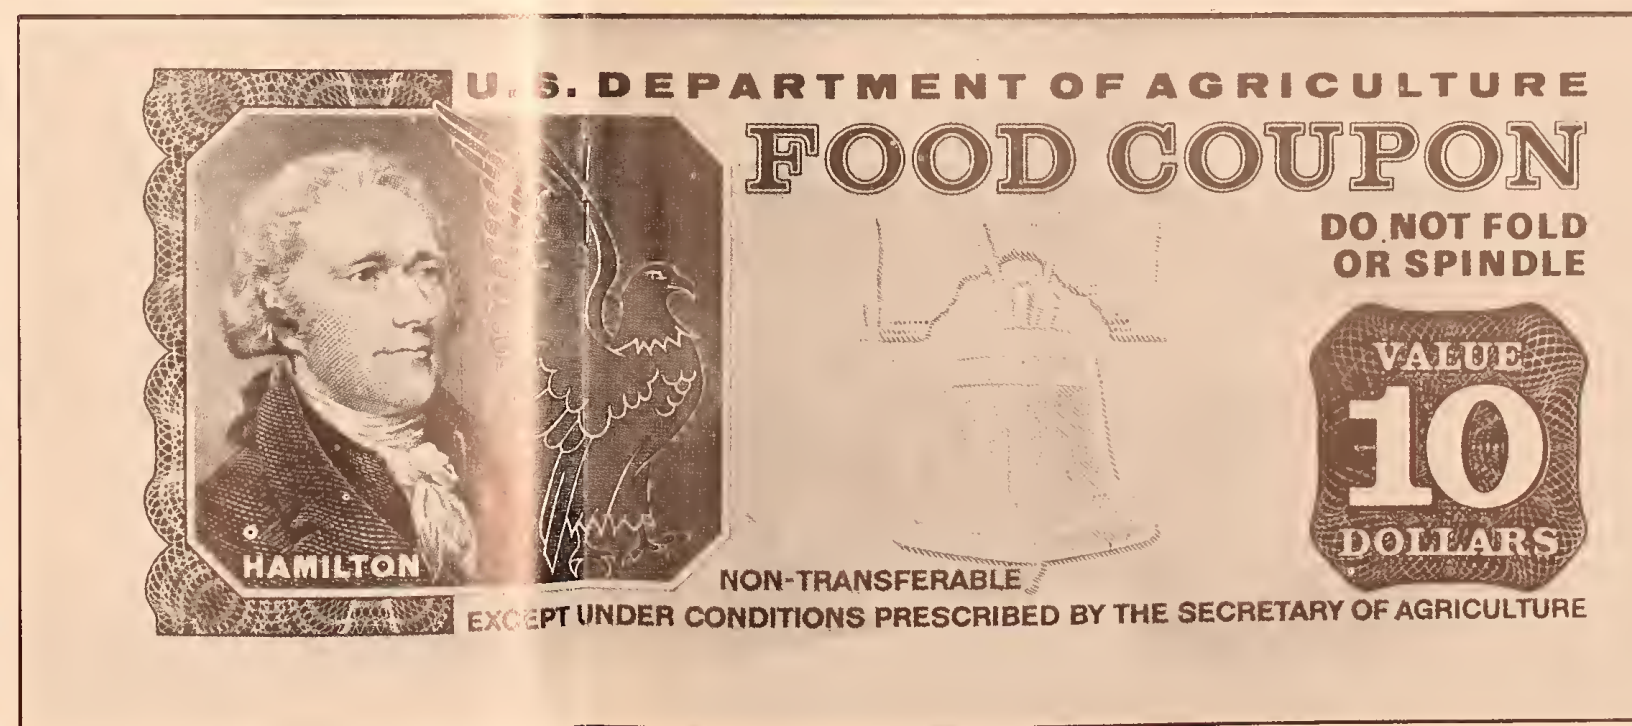 U.S. DEPARTMENT OF AGRICULTURE
FOOD COUPON
DO NOT FOLD
OR SPINDLE
VALUE
10
DOLLARS
HAMILTON
NON-TRANSFERABLE
EXCEPT UNDER CONDITIONS PRESCRIBED BY THE SECRETARY OF AGRICULTURE